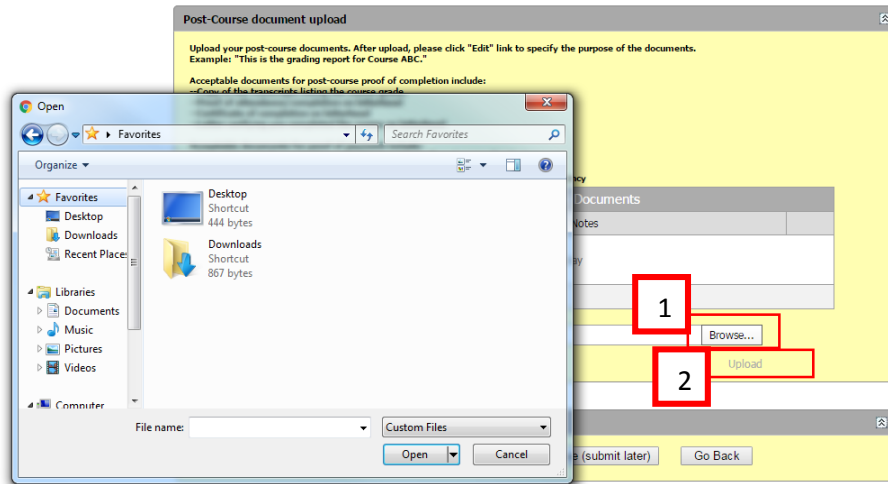 Post-Course document upload
Upload your post-course documents. After upload, please click "Edit" link to specify the purpose of the documents.
Example: "This is the grading report for Course ABC."
Acceptable documents for post-course proof of completion include:
--Copy of the transcripts listing the course grade
Open
Favorites
Search Favorites
Organize
Favorites
Desktop
Downloads
Recent Places
Libraries
Documents
Music
Pictures
Videos
Computer
Desktop
Shortcut
444 bytes
Downloads
Shortcut
867 bytes
File name:
Custom Files
Open
Cancel
ncy
Documents
Notes
ay
1
Browse...
2
Upload
e (submit later)
Go Back